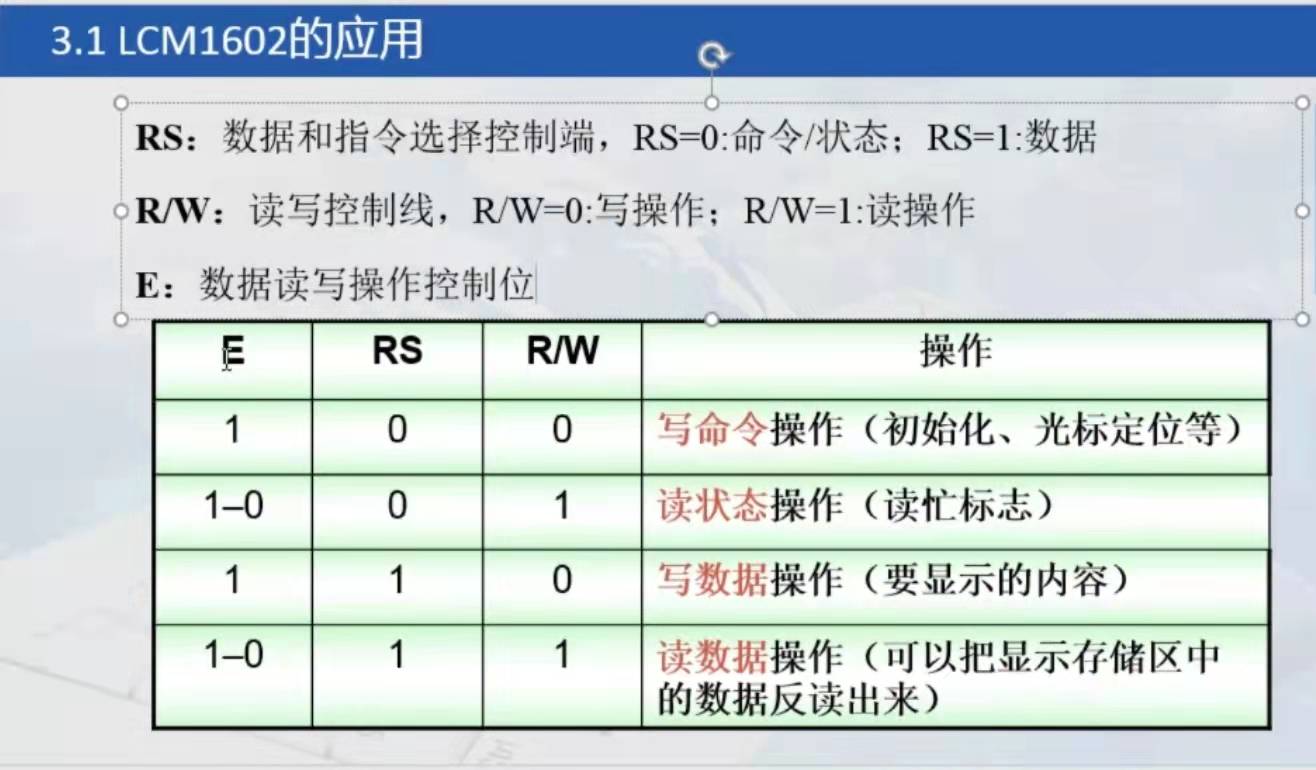 3.1 LCM1602的应用
RS：数据和指令选择控制端，RS=0:命令/状态；RS=1:数据
R/W：读写控制线，R/W=0:写操作；R/W=1:读操作
E：数据读写操作控制位
E RS R/W 操作
1 0 0 写命令操作（初始化、光标定位等）
1–0 0 1 读状态操作（读忙标志）
1 1 0 写数据操作（要显示的内容）
1–0 1 1 读数据操作（可以把显示存储区中
的数据反读出来）